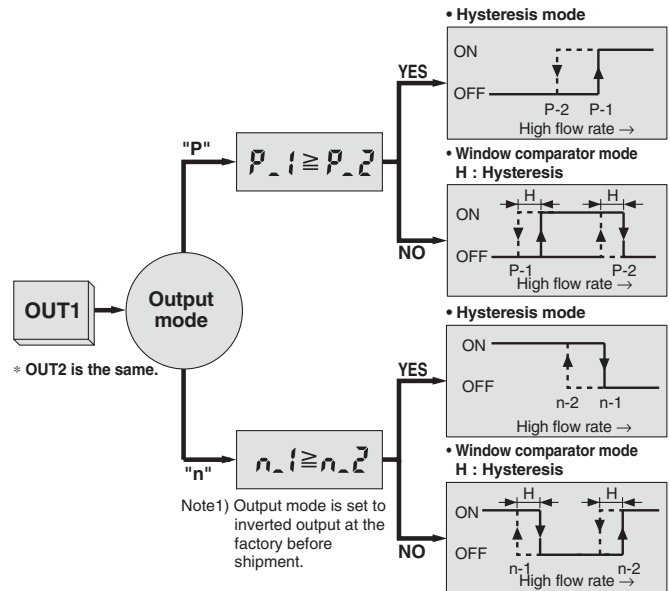 • Hysteresis mode
ON
OFF
P-2 P-1
High flow rate →
YES
"P"
P_1 ≧ P_2
• Window comparator mode
H : Hysteresis
H H
ON
OFF
P-1 P-2
High flow rate →
NO
OUT1
Output
mode
* OUT2 is the same.
• Hysteresis mode
ON
OFF
n-2 n-1
High flow rate →
YES
"n"
n_1≧n_2
Note1) Output mode is set to
inverted output at the
factory before
shipment.
• Window comparator mode
H : Hysteresis
H H
ON
OFF
n-1 n-2
High flow rate →
NO